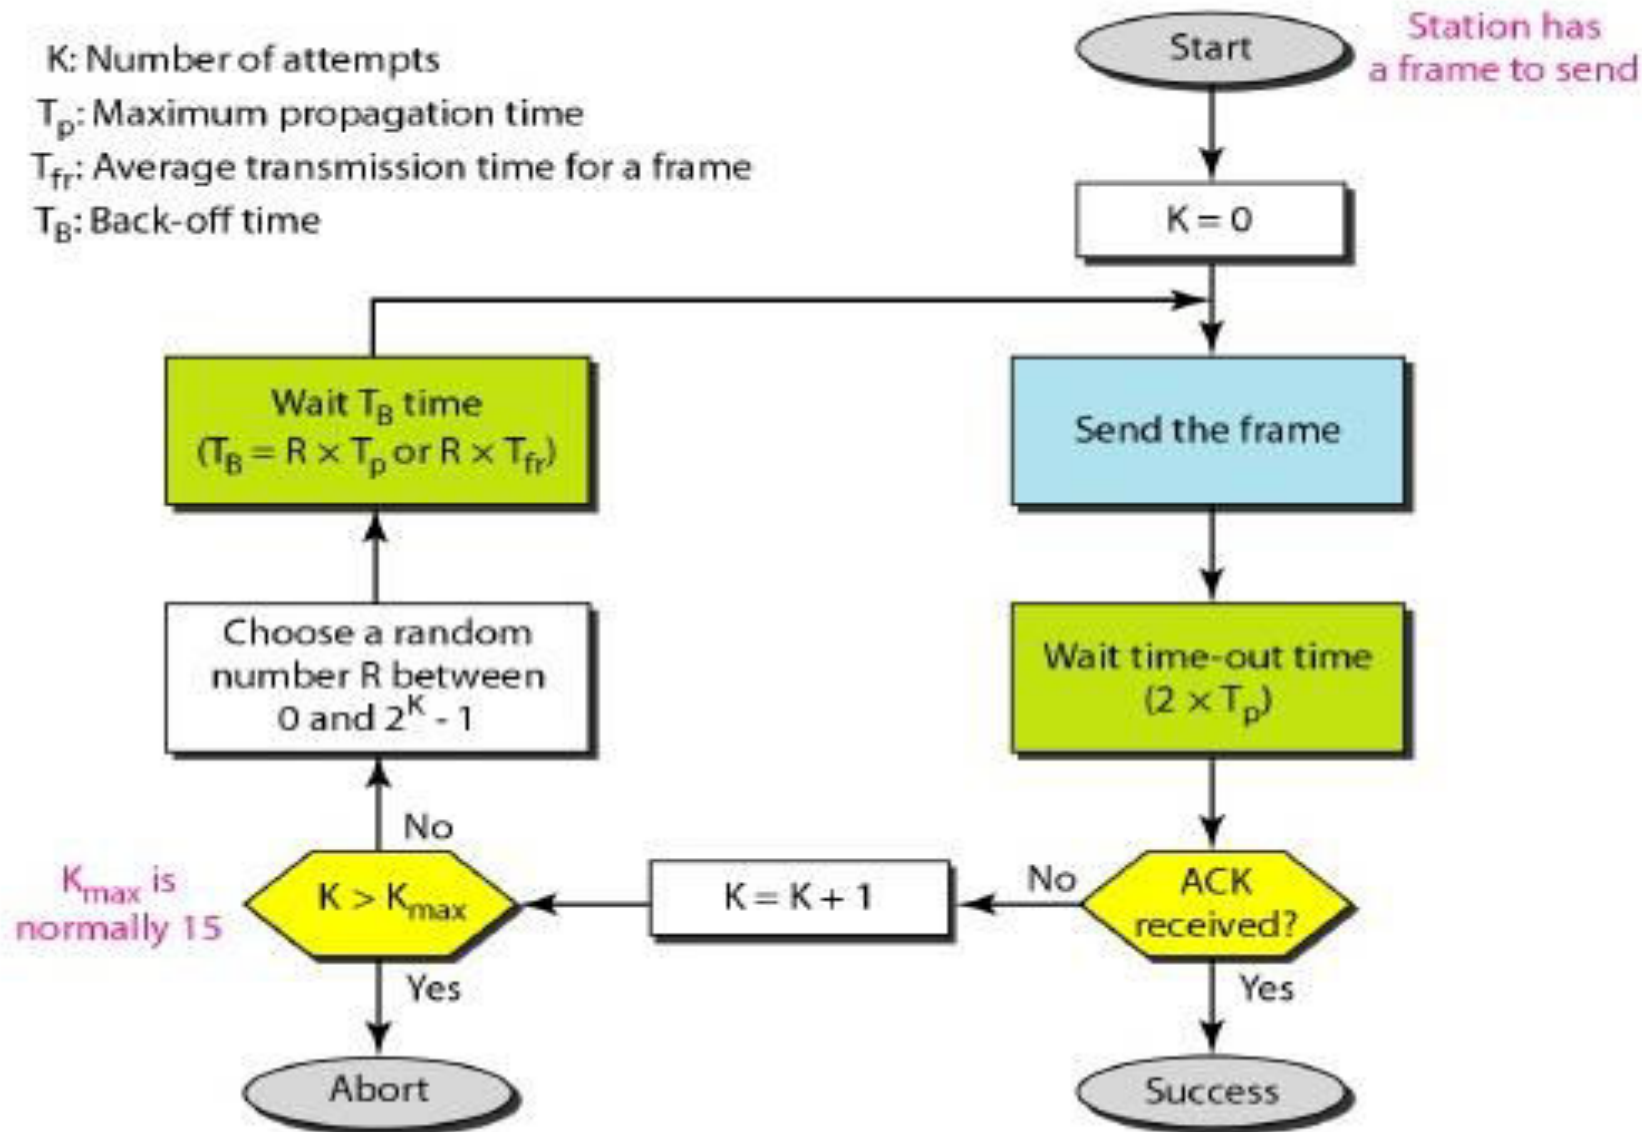 K: Number of attempts
Tp: Maximum propagation time
Tfr: Average transmission time for a frame
TB: Back-off time
Start
Station has
a frame to send
K = 0
Wait TB time
(TB = R × Tp or R × Tfr)
Send the frame
Choose a random
number R between
0 and 2^K - 1
Wait time-out time
(2 × Tp)
No
Kmax is
normally 15
K > Kmax
K = K + 1
No
ACK
received?
Yes
Yes
Abort
Success